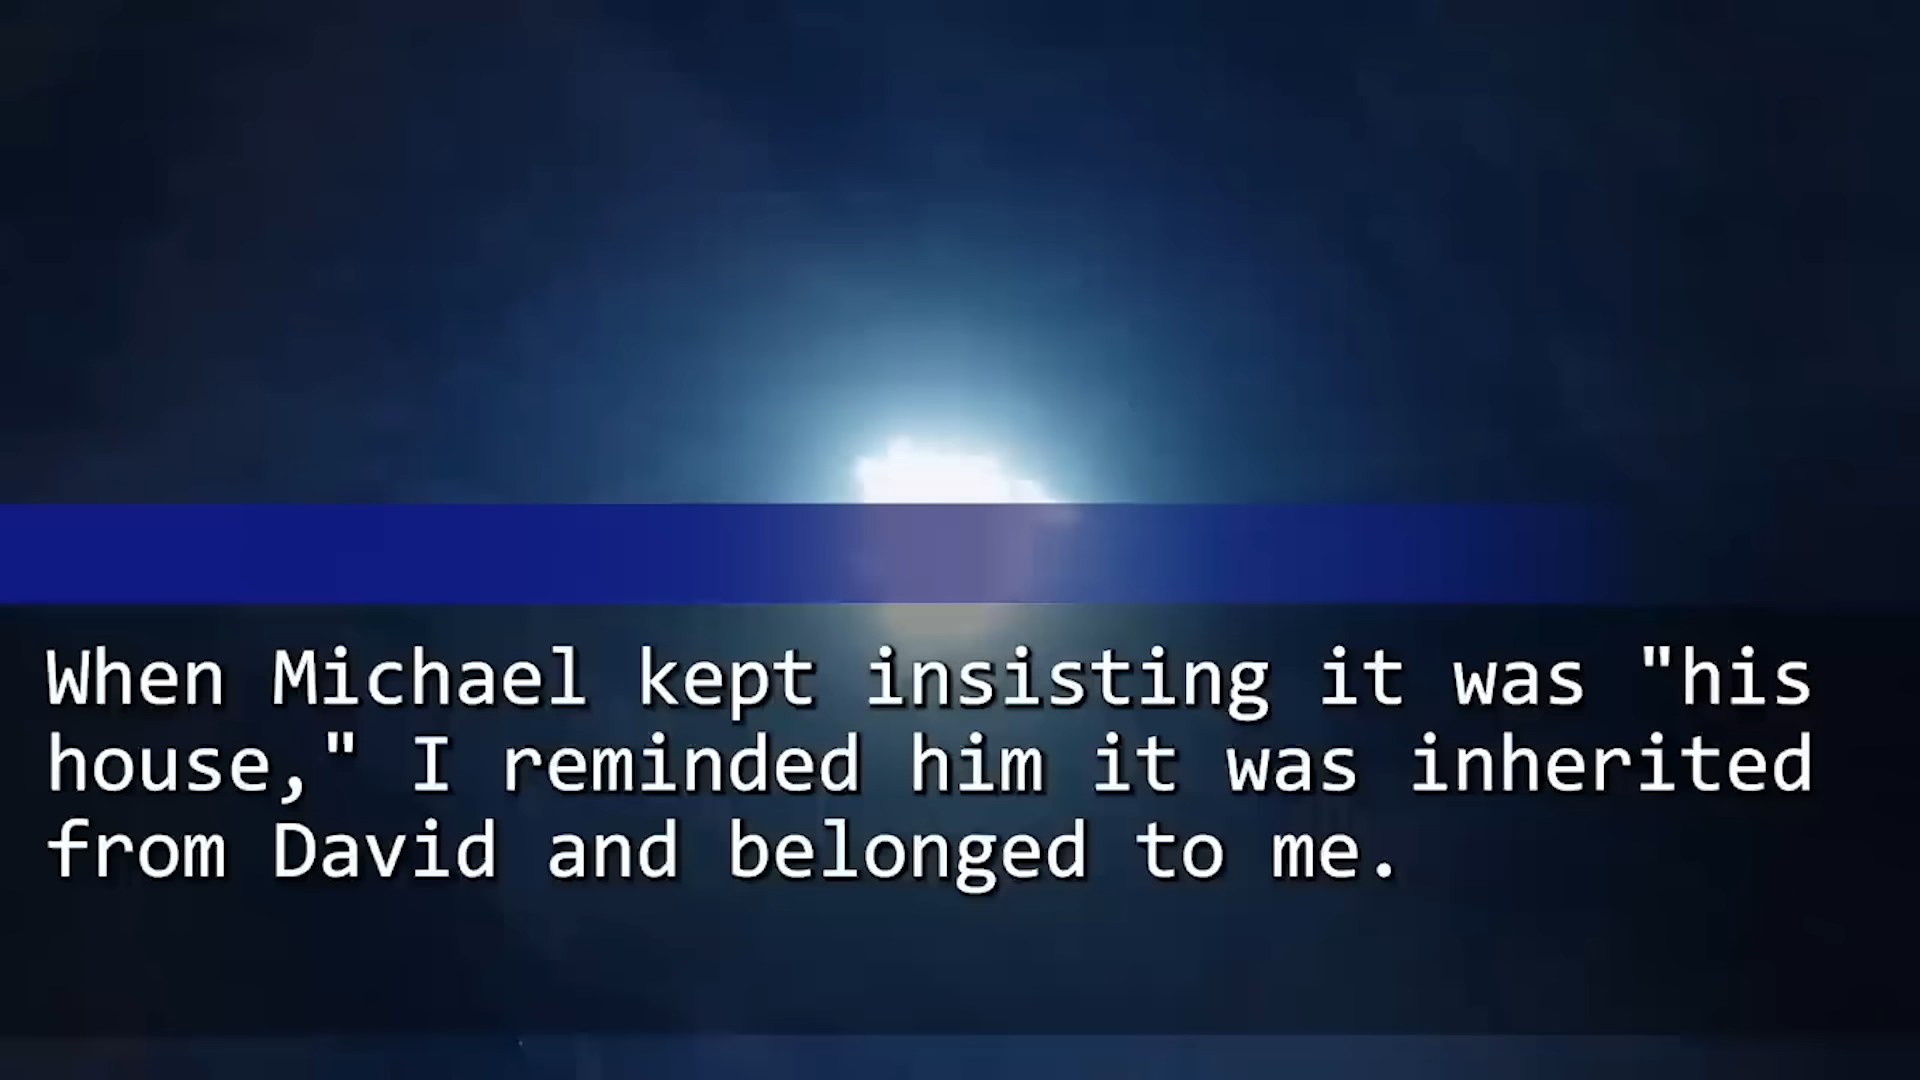 When Michael kept insisting it was "his
house," I reminded him it was inherited
from David and belonged to me.